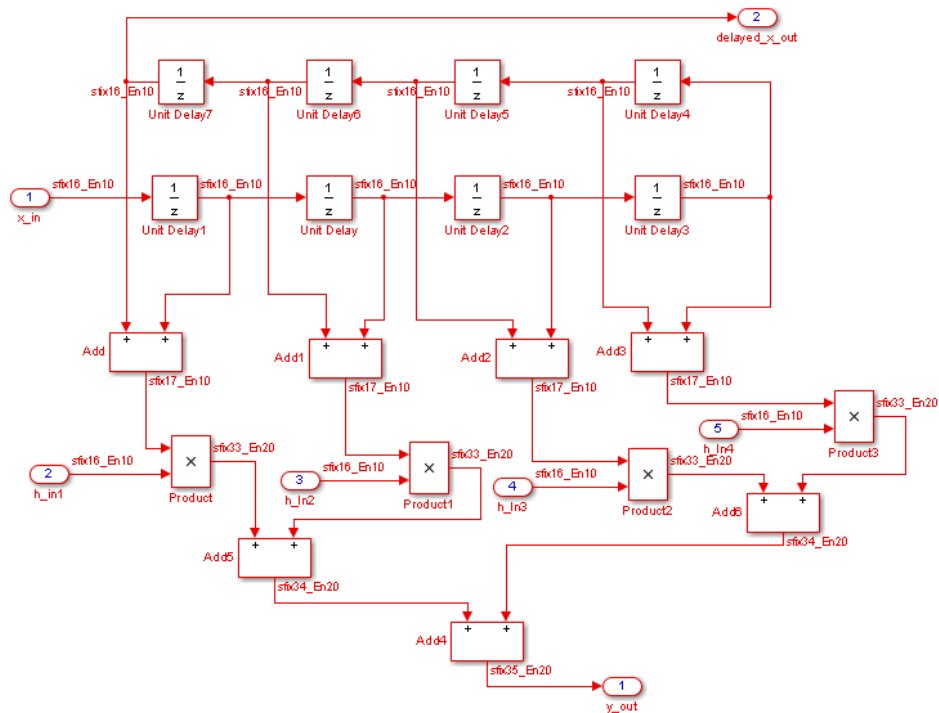 2
delayed_x_out
1
z
1
z
1
z
1
z
sfix16_En10
sfix16_En10
sfix16_En10
sfix16_En10
Unit Delay7
Unit Delay6
Unit Delay5
Unit Delay4
sfix16_En10
sfix16_En10
sfix16_En10
sfix16_En10
sfix16_En10
1
x_in
1
z
1
z
1
z
1
z
Unit Delay1
Unit Delay
Unit Delay2
Unit Delay3
+ +
+ +
+ +
+ +
Add
Add1
Add2
Add3
sfix17_En10
sfix17_En10
sfix17_En10
sfix17_En10
sfix33_En20
sfix16_En10
5
h_In4
×
Product3
sfix33_En20
sfix33_En20
sfix33_En20
2
sfix16_En10
h_in1
×
Product
3
sfix16_En10
h_In2
×
Product1
4
sfix16_En10
h_In3
×
Product2
+ +
Add6
sfix34_En20
+ +
Add5
sfix34_En20
+ +
Add4
sfix35_En20
1
y_out